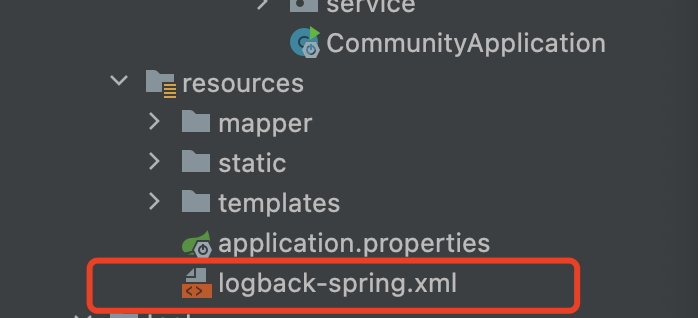 service
CommunityApplication
resources
mapper
static
templates
application.properties
logback-spring.xml